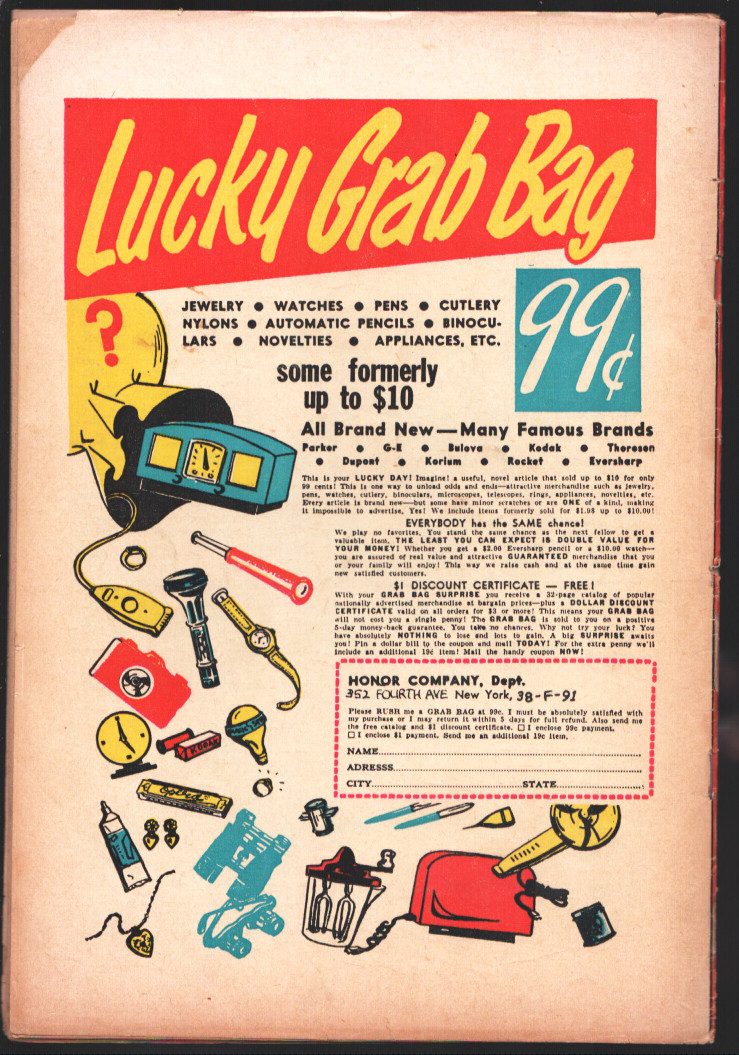 Lucky Grab Bag
?
JEWELRY ● WATCHES ● PENS ● CUTLERY
NYLONS ● AUTOMATIC PENCILS ● BINOCU-
LARS ● NOVELTIES ● APPLIANCES, ETC.
99¢
some formerly
up to $10
All Brand New—Many Famous Brands
Parker ● G-E ● Bulova ● Kodak ● Thoreson
● Dupont ● Korium ● Rocket ● Eversharp
This is your LUCKY DAY! Imagine! a useful, novel article that sold up to $10 for only
99 cents! This is one way to unload odds and ends—attractive merchandise such as jewelry,
pens, watches, cutlery, binoculars, microscopes, telescopes, rings, appliances, novelties, etc.
Every article is brand new—but some have minor scratches or are ONE of a kind, making
it impossible to advertise. Yes! We include items formerly sold for $1.98 up to $10.00!
EVERYBODY has the SAME chance!
We play no favorites. You stand the same chance as the next fellow to get a
valuable item. THE LEAST YOU CAN EXPECT IS DOUBLE VALUE FOR
YOUR MONEY! Whether you get a $2.00 Eversharp pencil or a $10.00 watch—
you are assured of real value and attractive GUARANTEED merchandise that you
or your family will enjoy! This way we raise cash and at the same time gain
new satisfied customers.
$1 DISCOUNT CERTIFICATE — FREE!
With your GRAB BAG SURPRISE you receive a 32-page catalog of popular
nationally advertised merchandise at bargain prices—plus a DOLLAR DISCOUNT
CERTIFICATE valid on all orders for $3 or more! This means your GRAB BAG
will not cost you a single penny! The GRAB BAG is sold to you on a positive
5-day money-back guarantee. You take no chances. Why not try your luck? You
have absolutely NOTHING to lose and lots to gain. A big SURPRISE awaits
you! Pin a dollar bill to the coupon and mail TODAY! For the extra penny we'll
include an additional 19¢ item! Mail the handy coupon NOW!
HONOR COMPANY, Dept.
352 FOURTH AVE New York, 38-F-91
Please RUSH me a GRAB BAG at 99c. I must be absolutely satisfied with
my purchase or I may return it within 5 days for full refund. Also send me
the free catalog and $1 discount certificate. ☐ I enclose 99c payment.
☐ I enclose $1 payment. Send me an additional 19c item.
NAME
ADRESSS
CITY STATE
KODAK